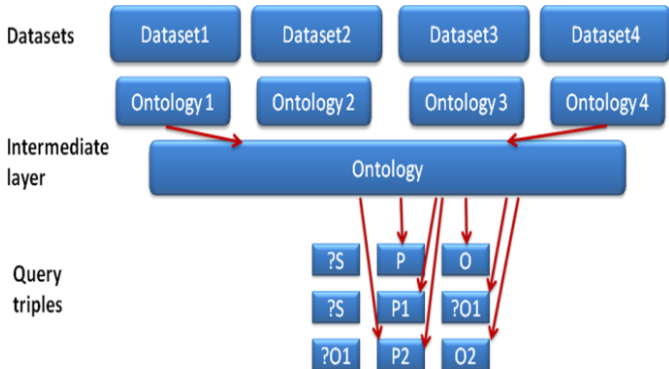 Datasets Dataset1 Dataset2 Dataset3 Dataset4
Ontology 1 Ontology 2 Ontology 3 Ontology 4
Intermediate
layer
Ontology
Query
triples
?S P O
?S P1 ?O1
?O1 P2 O2